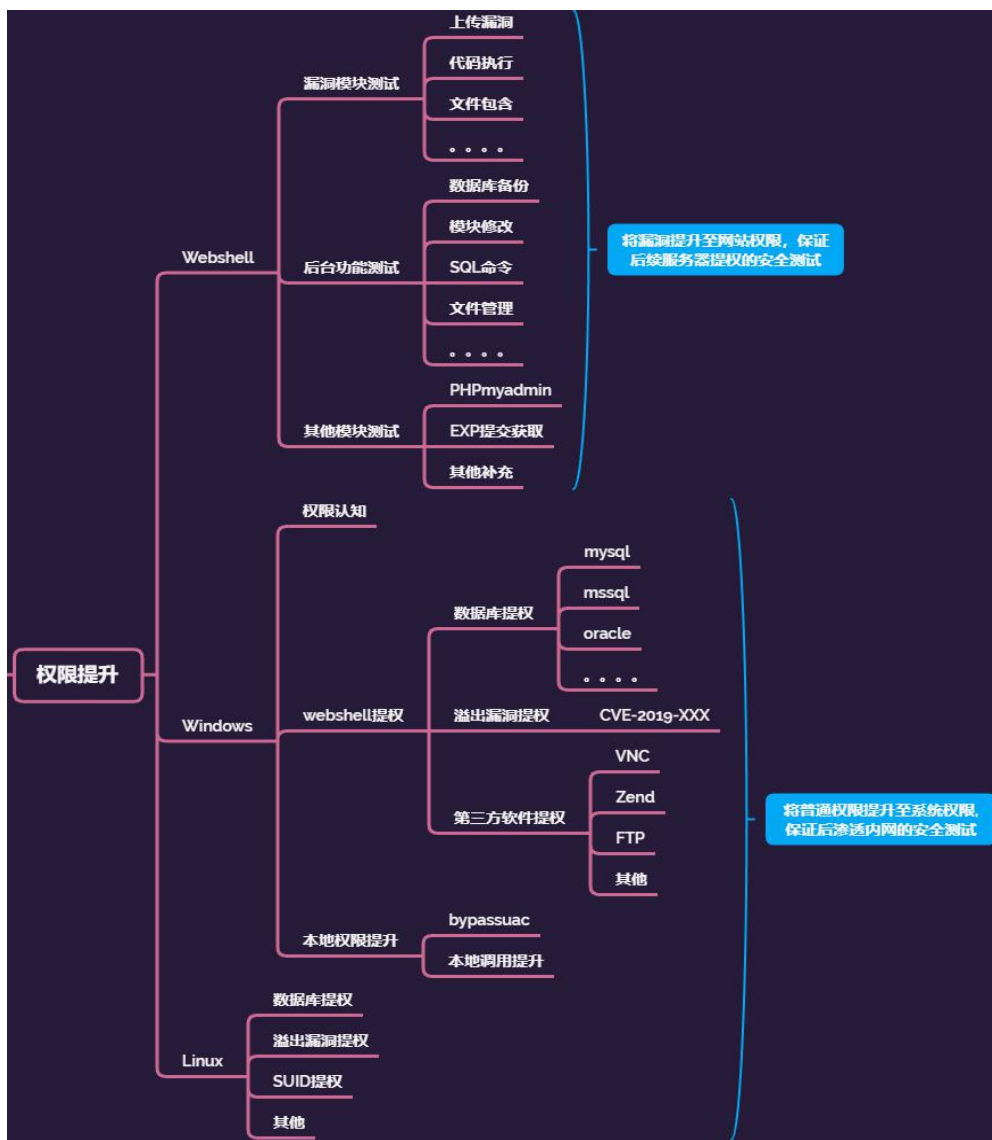 权限提升
Webshell
漏洞模块测试
上传漏洞
代码执行
文件包含
。。。。
后台功能测试
数据库备份
模块修改
SQL命令
文件管理
。。。。
其他模块测试
PHPmyadmin
EXP提交获取
其他补充
将漏洞提升至网站权限，保证
后续服务器提权的安全测试
Windows
权限认知
webshell提权
数据库提权
mysql
mssql
oracle
。。。。
溢出漏洞提权
CVE-2019-XXX
第三方软件提权
VNC
Zend
FTP
其他
本地权限提升
bypassuac
本地调用提升
Linux
数据库提权
溢出漏洞提权
SUID提权
其他
将普通权限提升至系统权限，
保证后渗透内网的安全测试